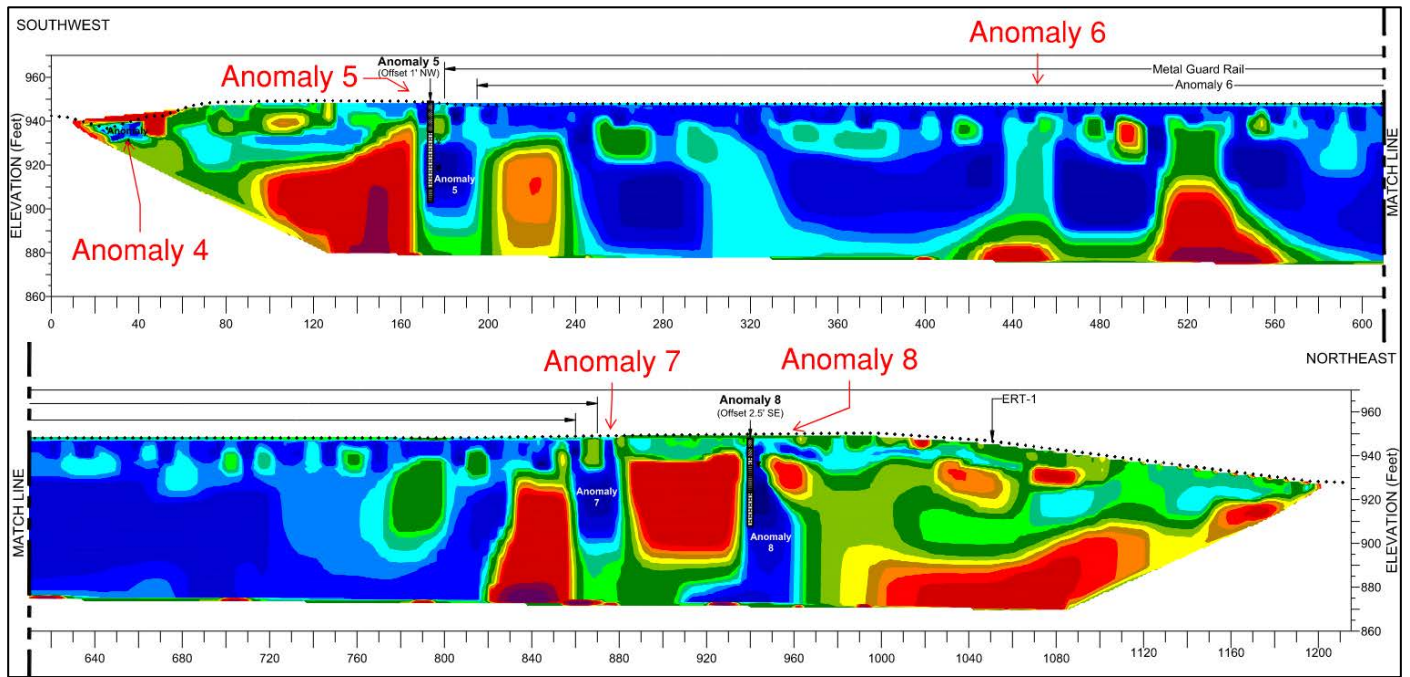 SOUTHWEST
Anomaly 6
Anomaly 5
Anomaly 5
(Offset 1' NW)
Metal Guard Rail
Anomaly 6
ELEVATION (Feet)
960
940
920
900
880
860
Anomaly
Anomaly 4
Anomaly
5
MATCH LINE
0 40 80 120 160 200 240 280 320 360 400 440 480 520 560 600
Anomaly 7
Anomaly 8
NORTHEAST
Anomaly 8
(Offset 2.5' SE)
ERT-1
MATCH LINE
Anomaly
7
Anomaly
8
960
940
920
900
880
860
ELEVATION (Feet)
640 680 720 760 800 840 880 920 960 1000 1040 1080 1120 1160 1200